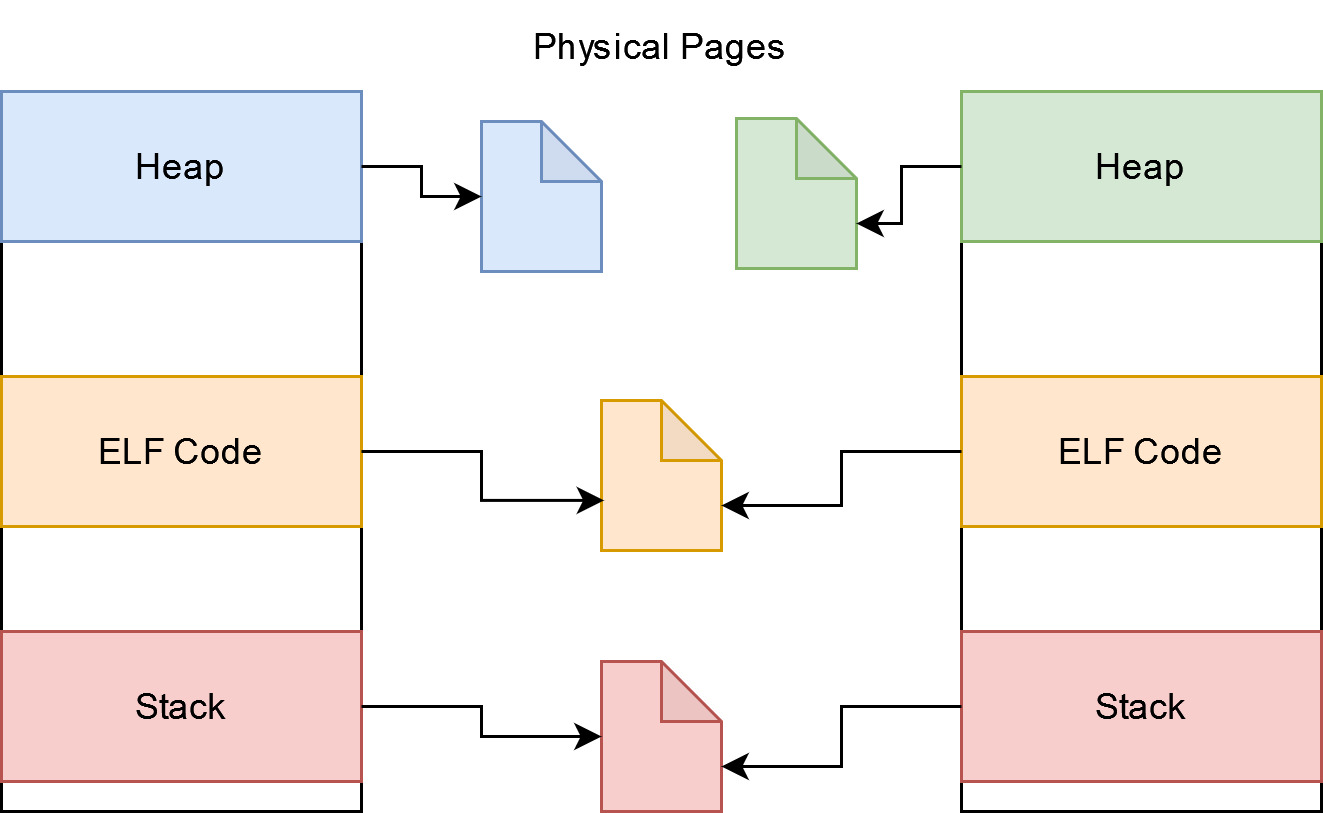 Physical Pages
Heap
Heap
ELF Code
ELF Code
Stack
Stack